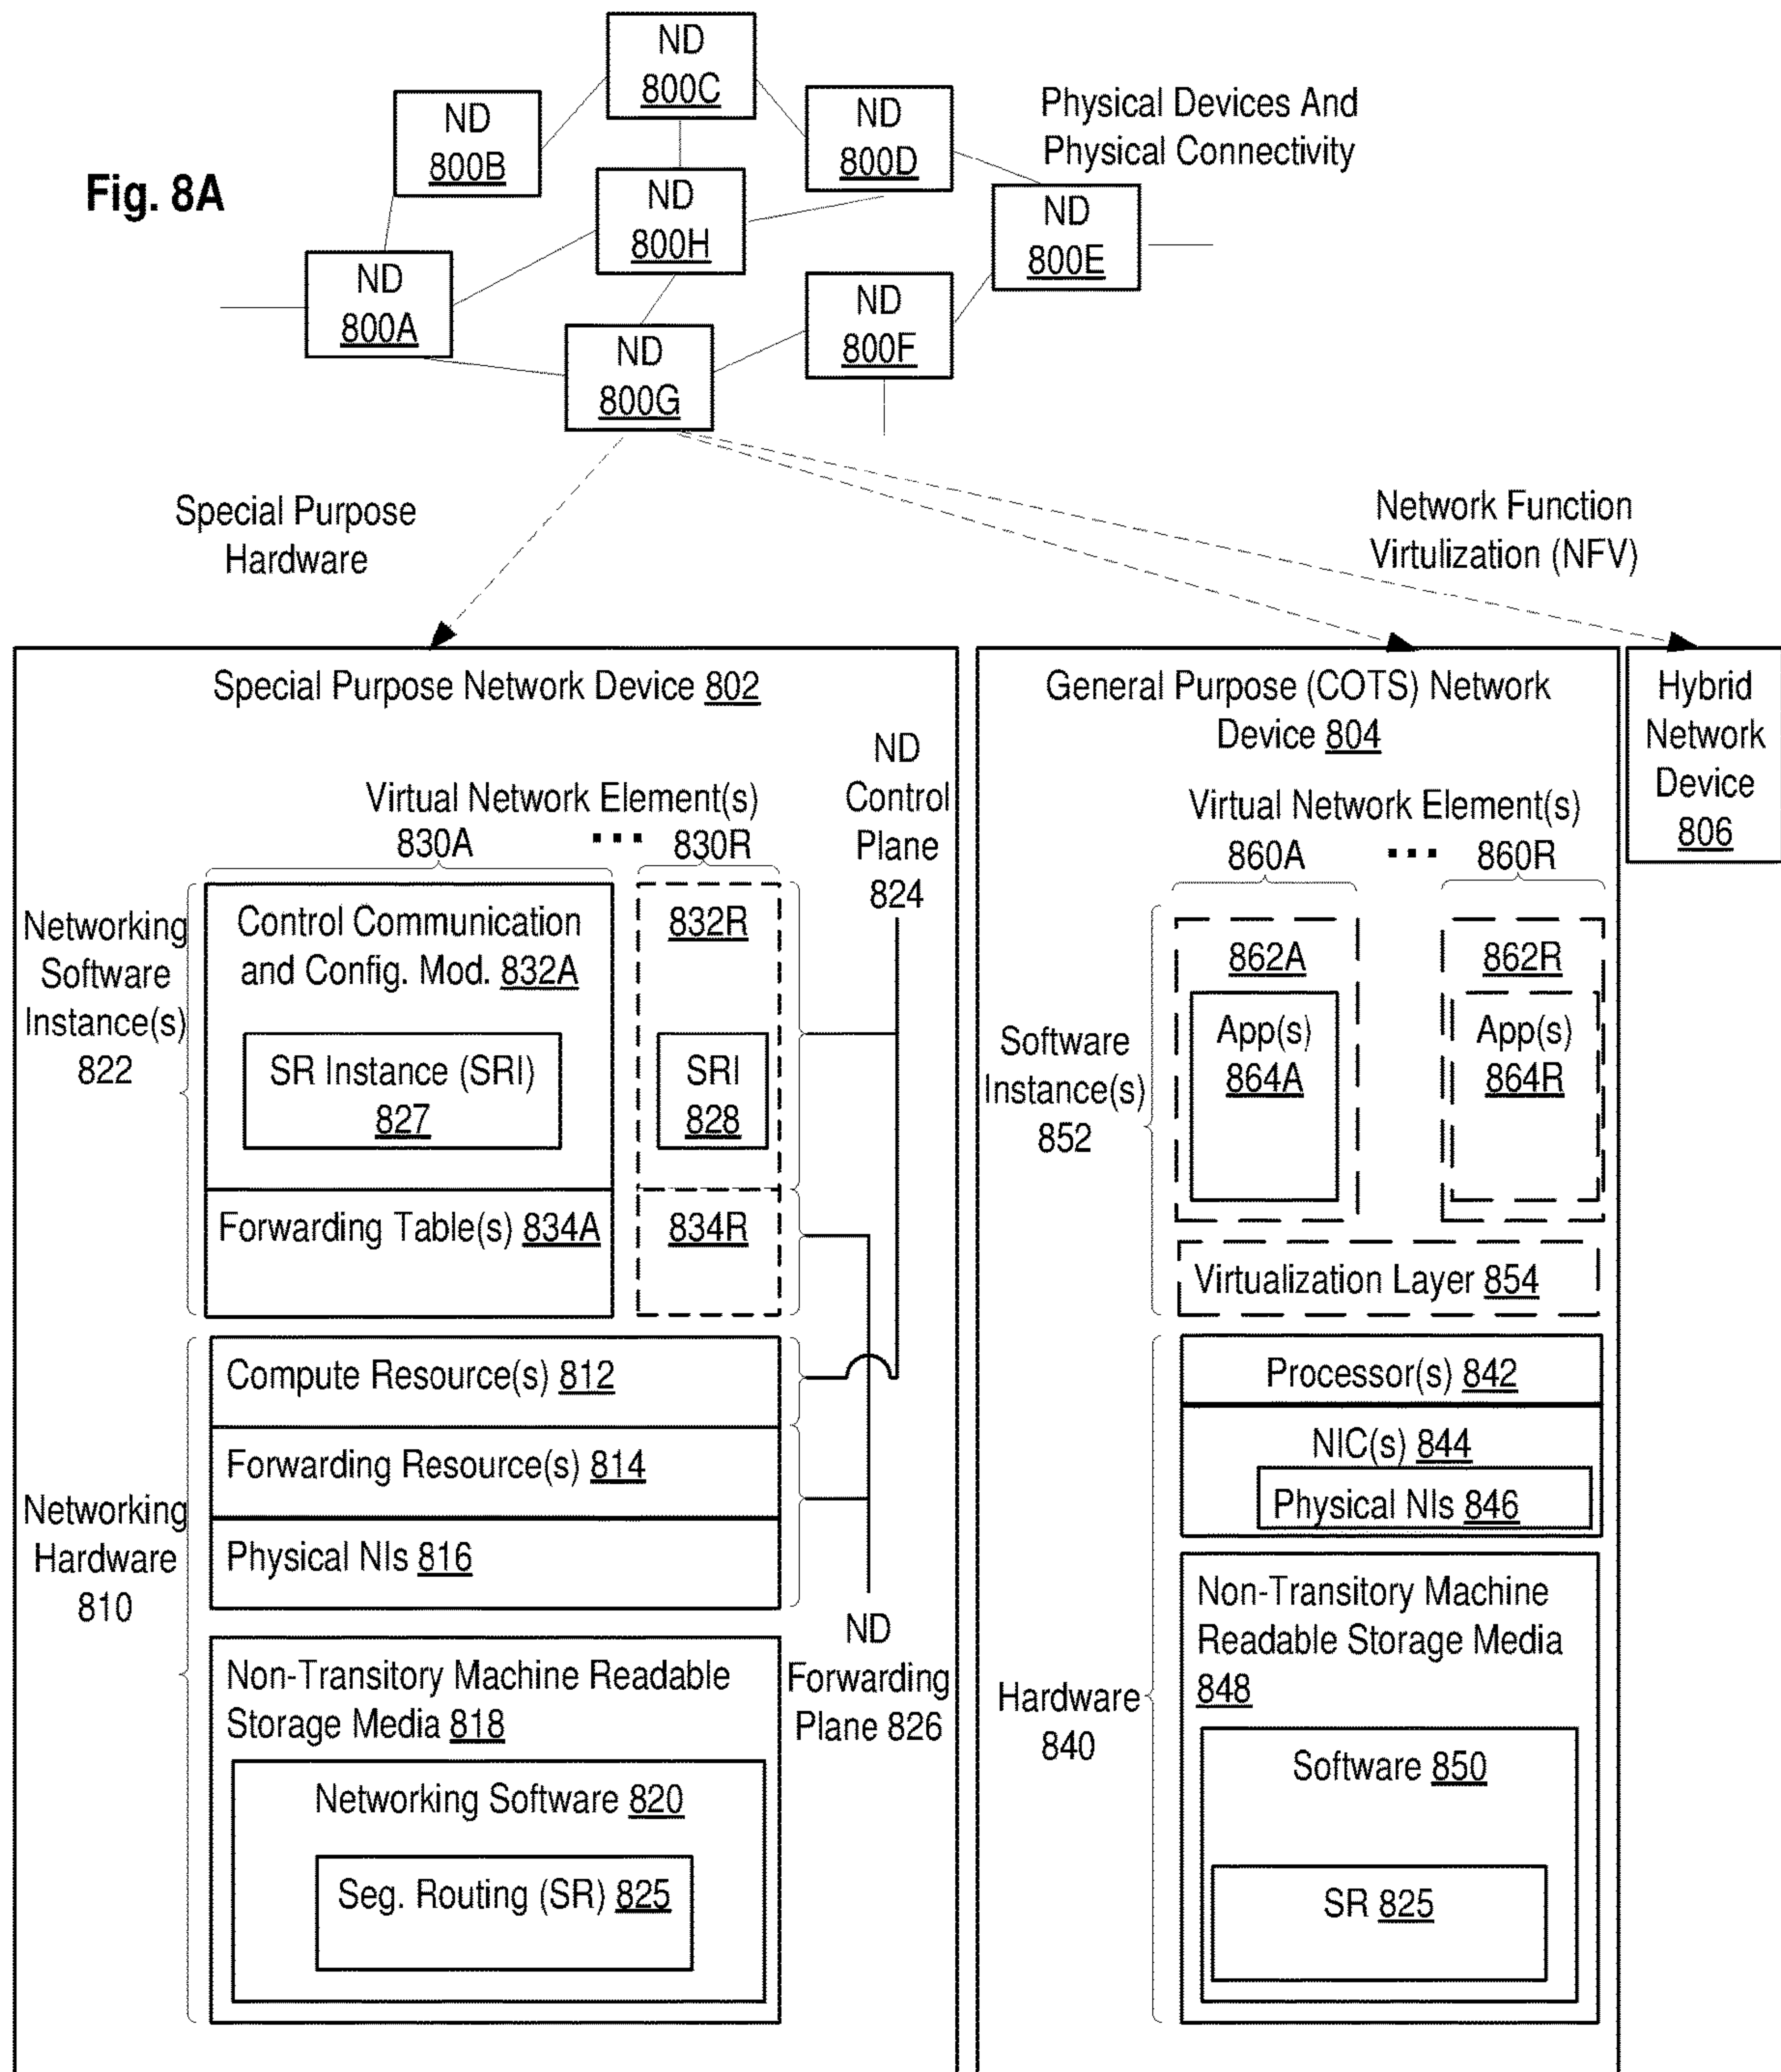 Fig. 8A
ND
800C
ND
800B
ND
800D
Physical Devices And
Physical Connectivity
ND
800H
ND
800E
ND
800A
ND
800F
ND
800G
Special Purpose
Hardware
Network Function
Virtulization (NFV)
Special Purpose Network Device 802
ND
Control
Plane
824
Virtual Network Element(s)
830A
...
830R
Networking
Software
Instance(s)
822
Control Communication
and Config. Mod. 832A
832R
SR Instance (SRI)
827
SRI
828
Forwarding Table(s) 834A
834R
Networking
Hardware
810
Compute Resource(s) 812
Forwarding Resource(s) 814
Physical NIs 816
ND
Forwarding
Plane 826
Non-Transitory Machine Readable
Storage Media 818
Networking Software 820
Seg. Routing (SR) 825
General Purpose (COTS) Network
Device 804
Virtual Network Element(s)
860A
...
860R
Software
Instance(s)
852
862A
862R
App(s)
864A
App(s)
864R
Virtualization Layer 854
Hardware
840
Processor(s) 842
NIC(s) 844
Physical NIs 846
Non-Transitory Machine
Readable Storage Media
848
Software 850
SR 825
Hybrid
Network
Device
806